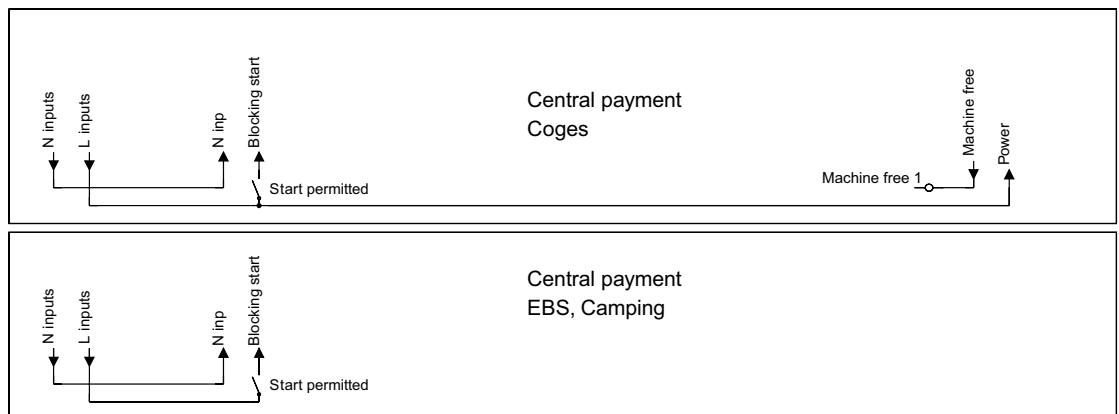 N inputs
L inputs
N inp
Blocking start
Start permitted
Central payment
Coges
Machine free 1
Machine free
Power
N inputs
L inputs
N inp
Blocking start
Start permitted
Central payment
EBS, Camping